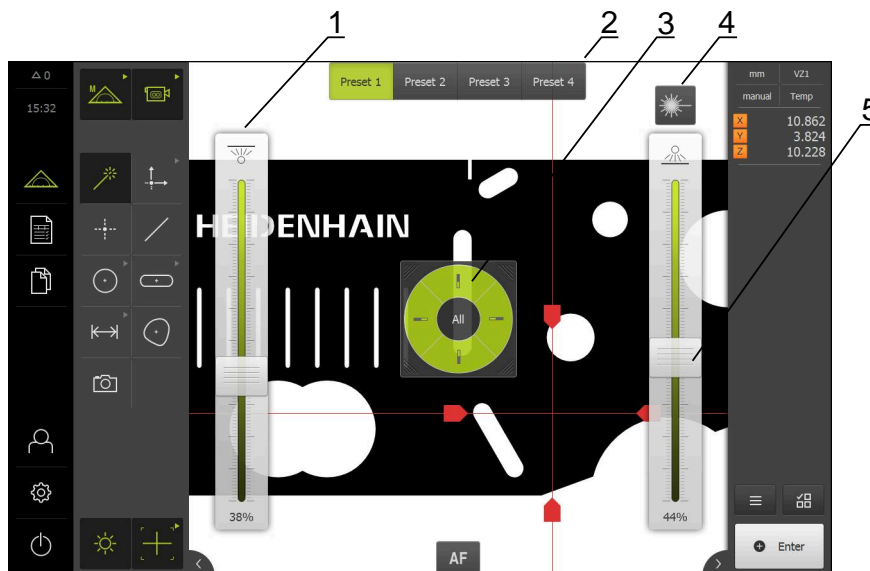 1
2
3
4
5
△ 0
15:32
M
Preset 1 Preset 2 Preset 3 Preset 4
mm VZ1
manual Temp
X 10.862
Y 3.824
Z 10.228
HEIDENHAIN
All
38%
44%
AF
Enter